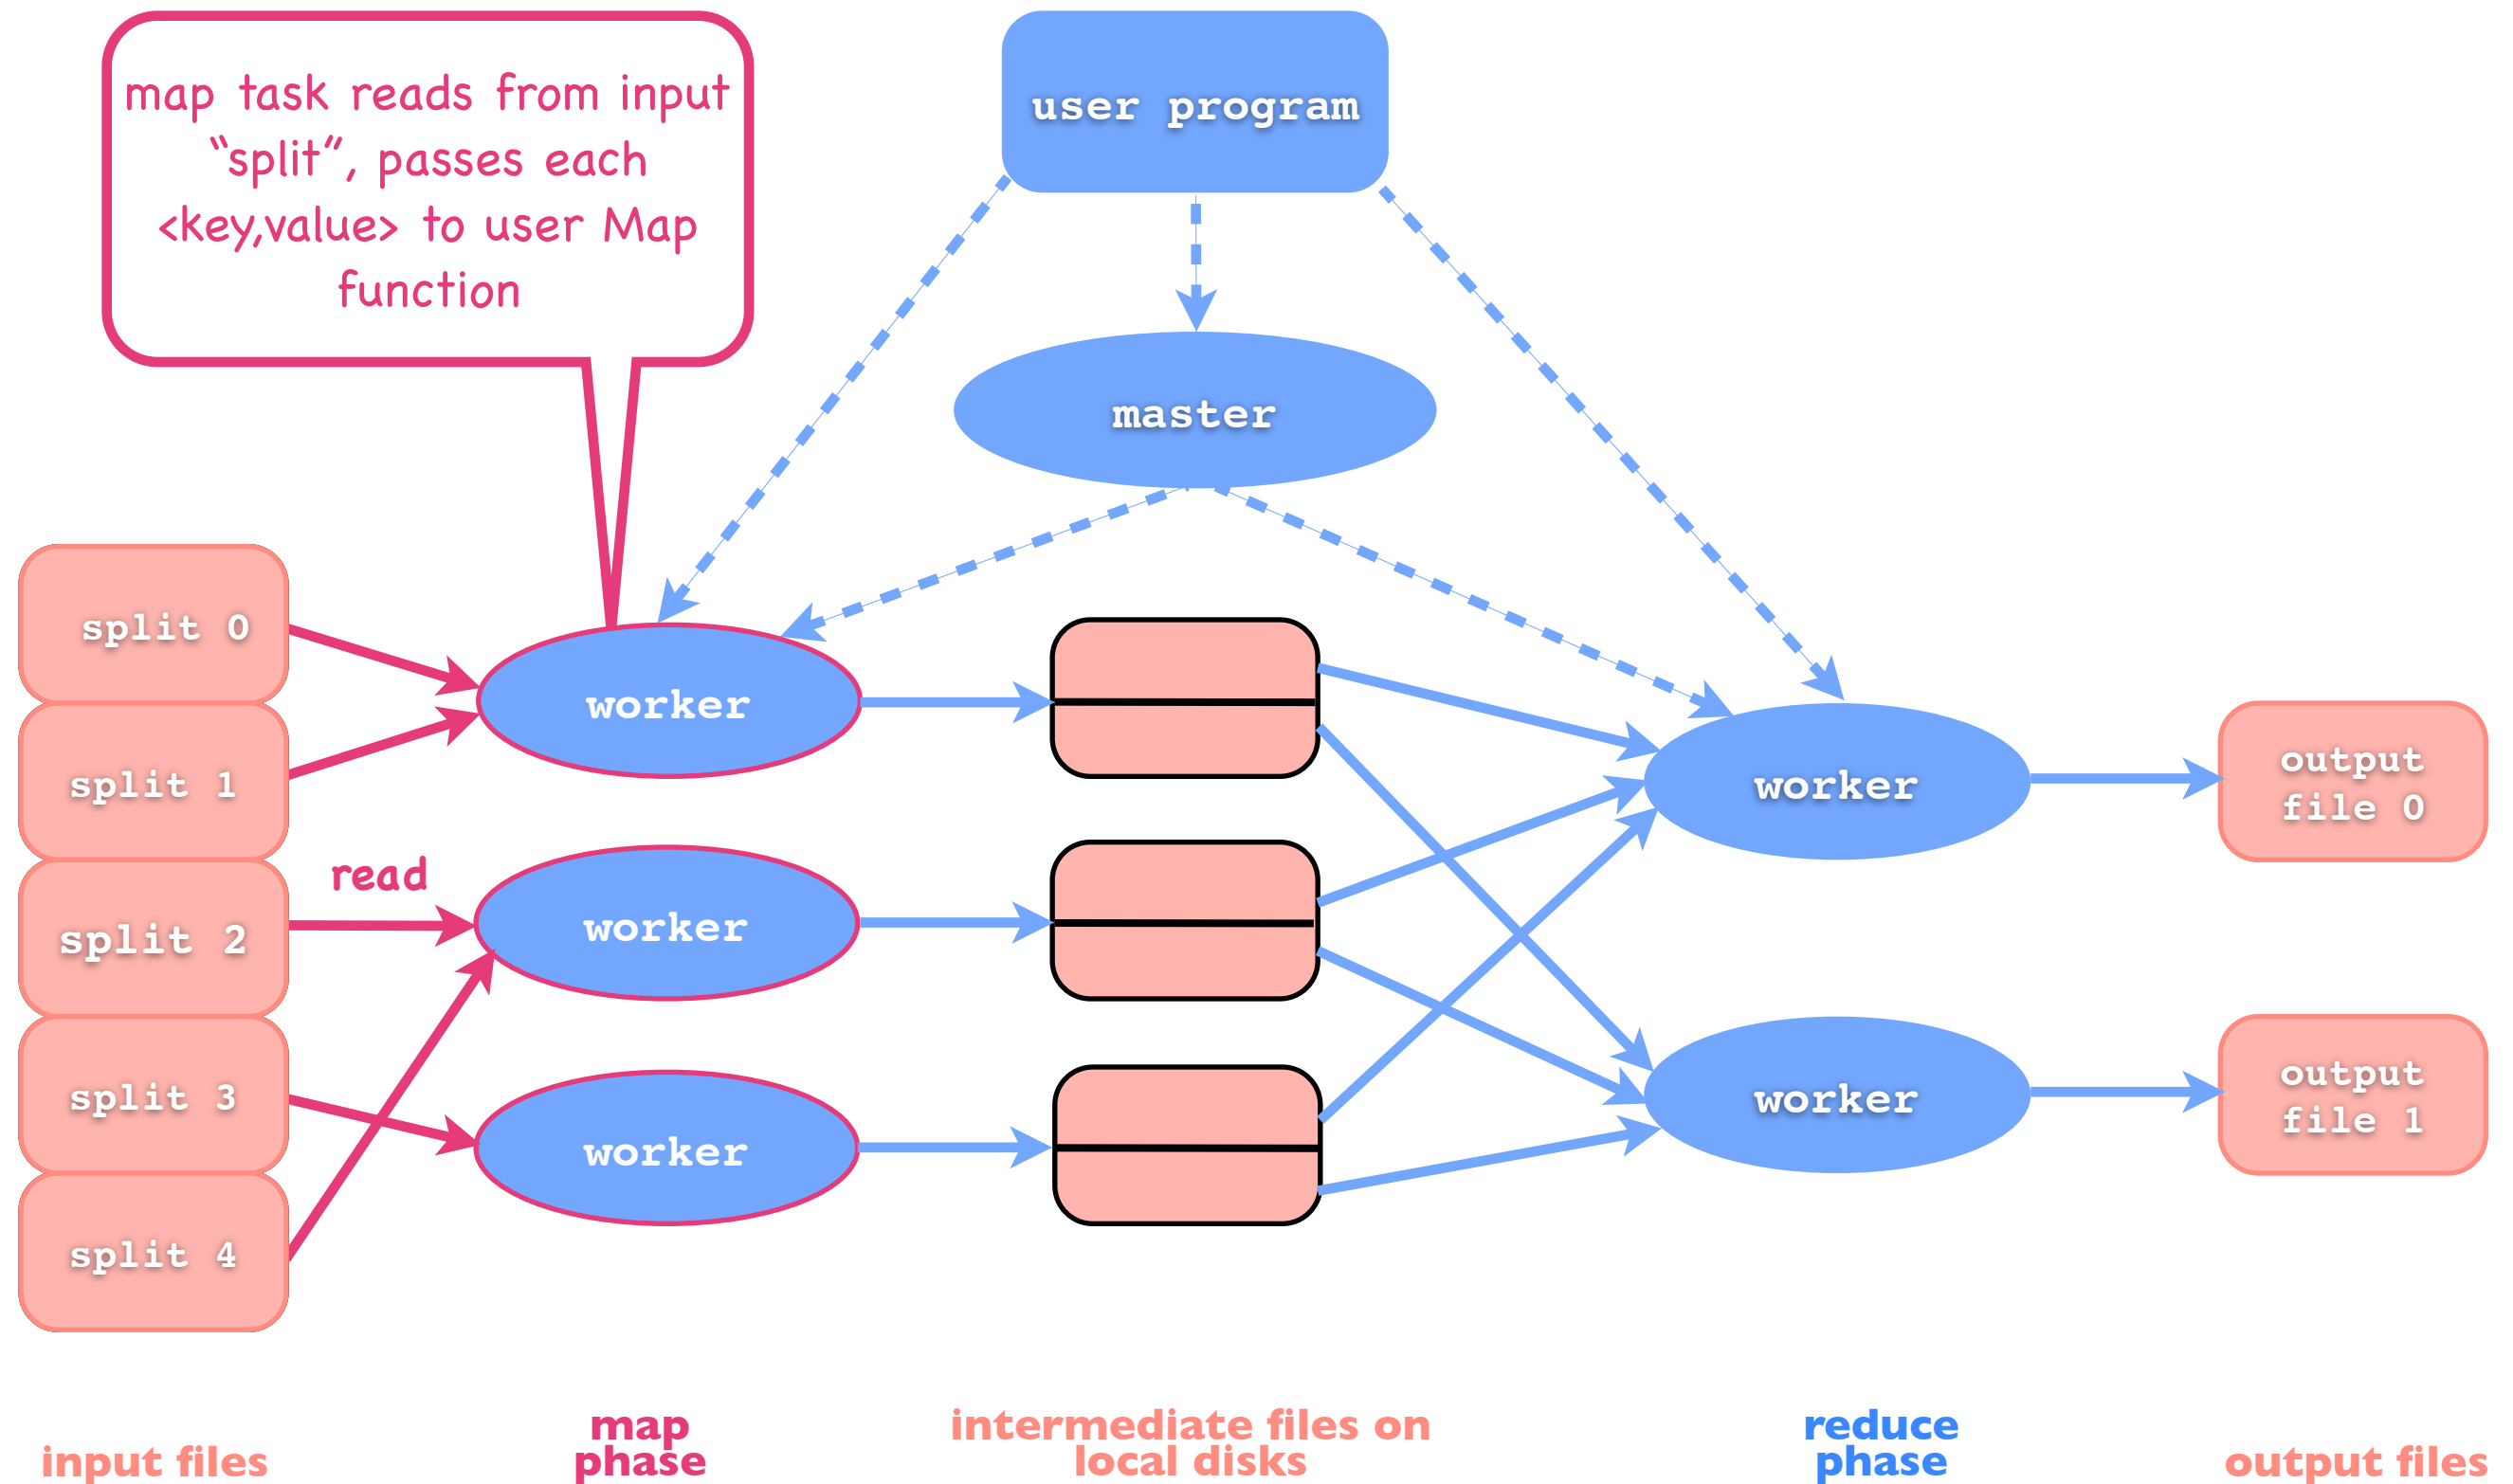 map task reads from input
“split”, passes each
<key,value> to user Map
function
user program
master
split 0
split 1
split 2
split 3
split 4
read
worker
worker
worker
worker
worker
output
file 0
output
file 1
input files
map
phase
intermediate files on
local disks
reduce
phase
output files